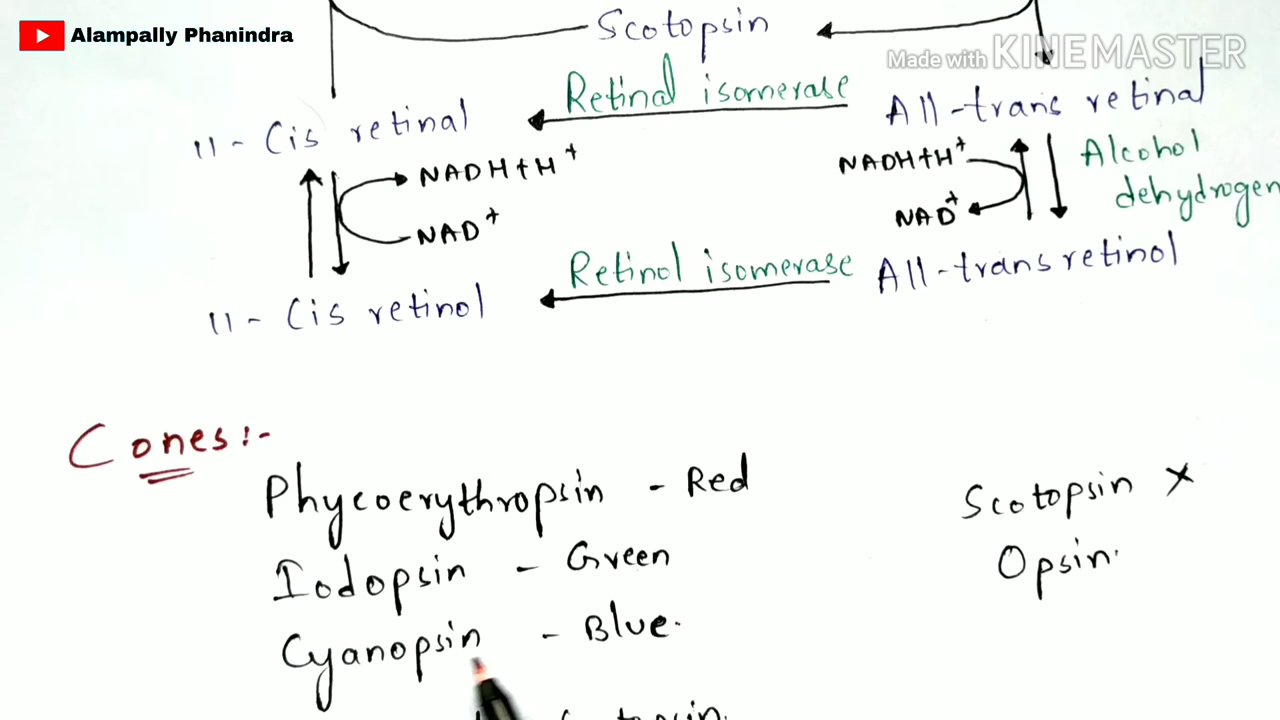 Alampally Phanindra
Scotopsin
Made with KINEMASTER
11-Cis retinal
Retinal isomerase
All-trans retinal
NADH+H+
NAD+
NADH+H+
NAD+
Alcohol
dehydrogen
11-Cis retinol
Retinol isomerase
All-trans retinol
Cones:-
Phycoerythropsin - Red
Scotopsin X
Iodopsin - Green
Opsin.
Cyanopsin - Blue.